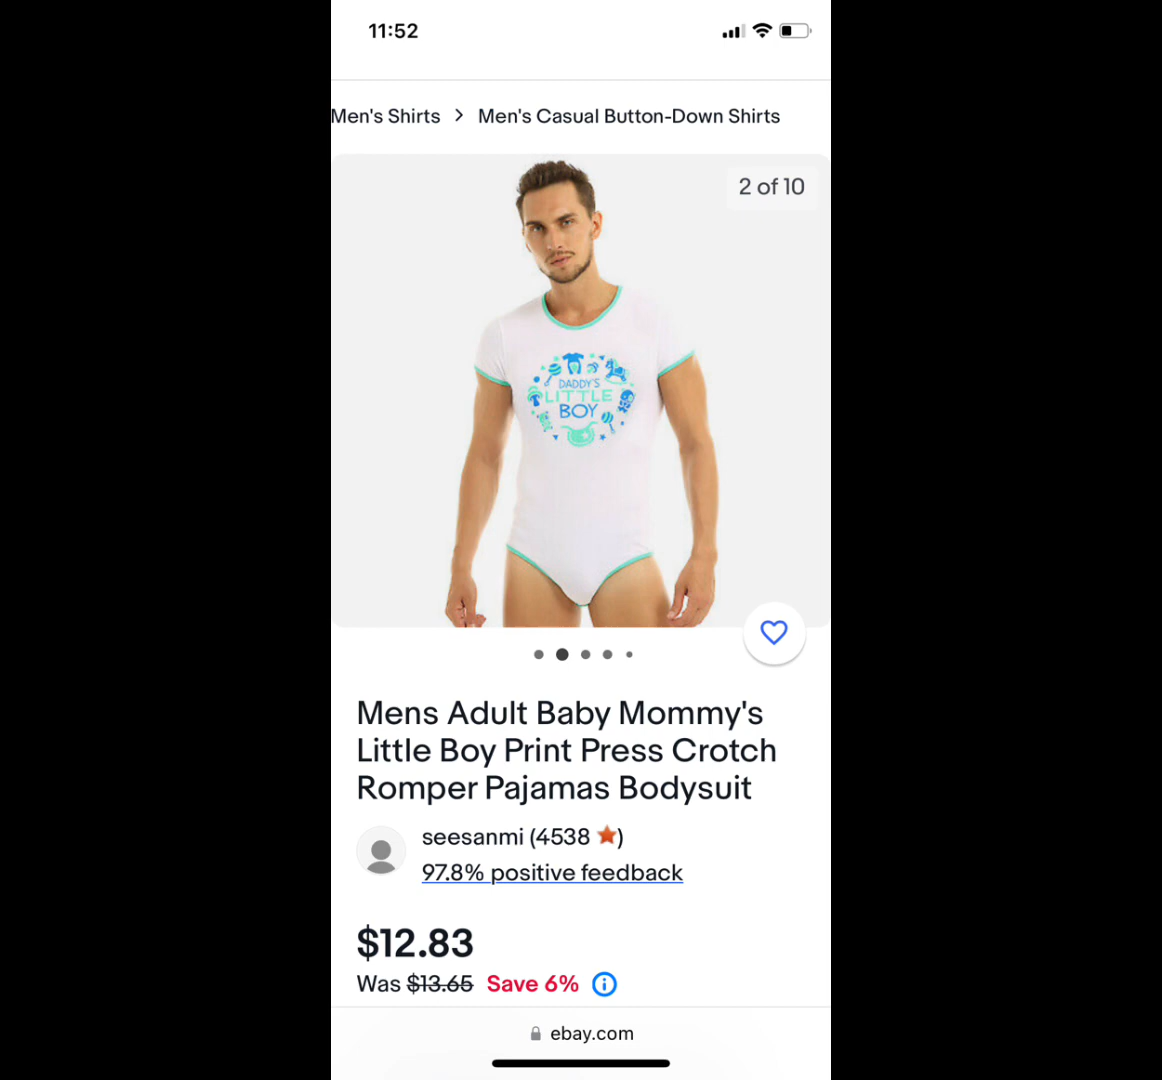 11:52
Men's Shirts > Men's Casual Button-Down Shirts
2 of 10
DADDY'S
LITTLE
BOY
Mens Adult Baby Mommy's
Little Boy Print Press Crotch
Romper Pajamas Bodysuit
seesanmi (4538 ★)
97.8% positive feedback
$12.83
Was $13.65 Save 6%
ebay.com